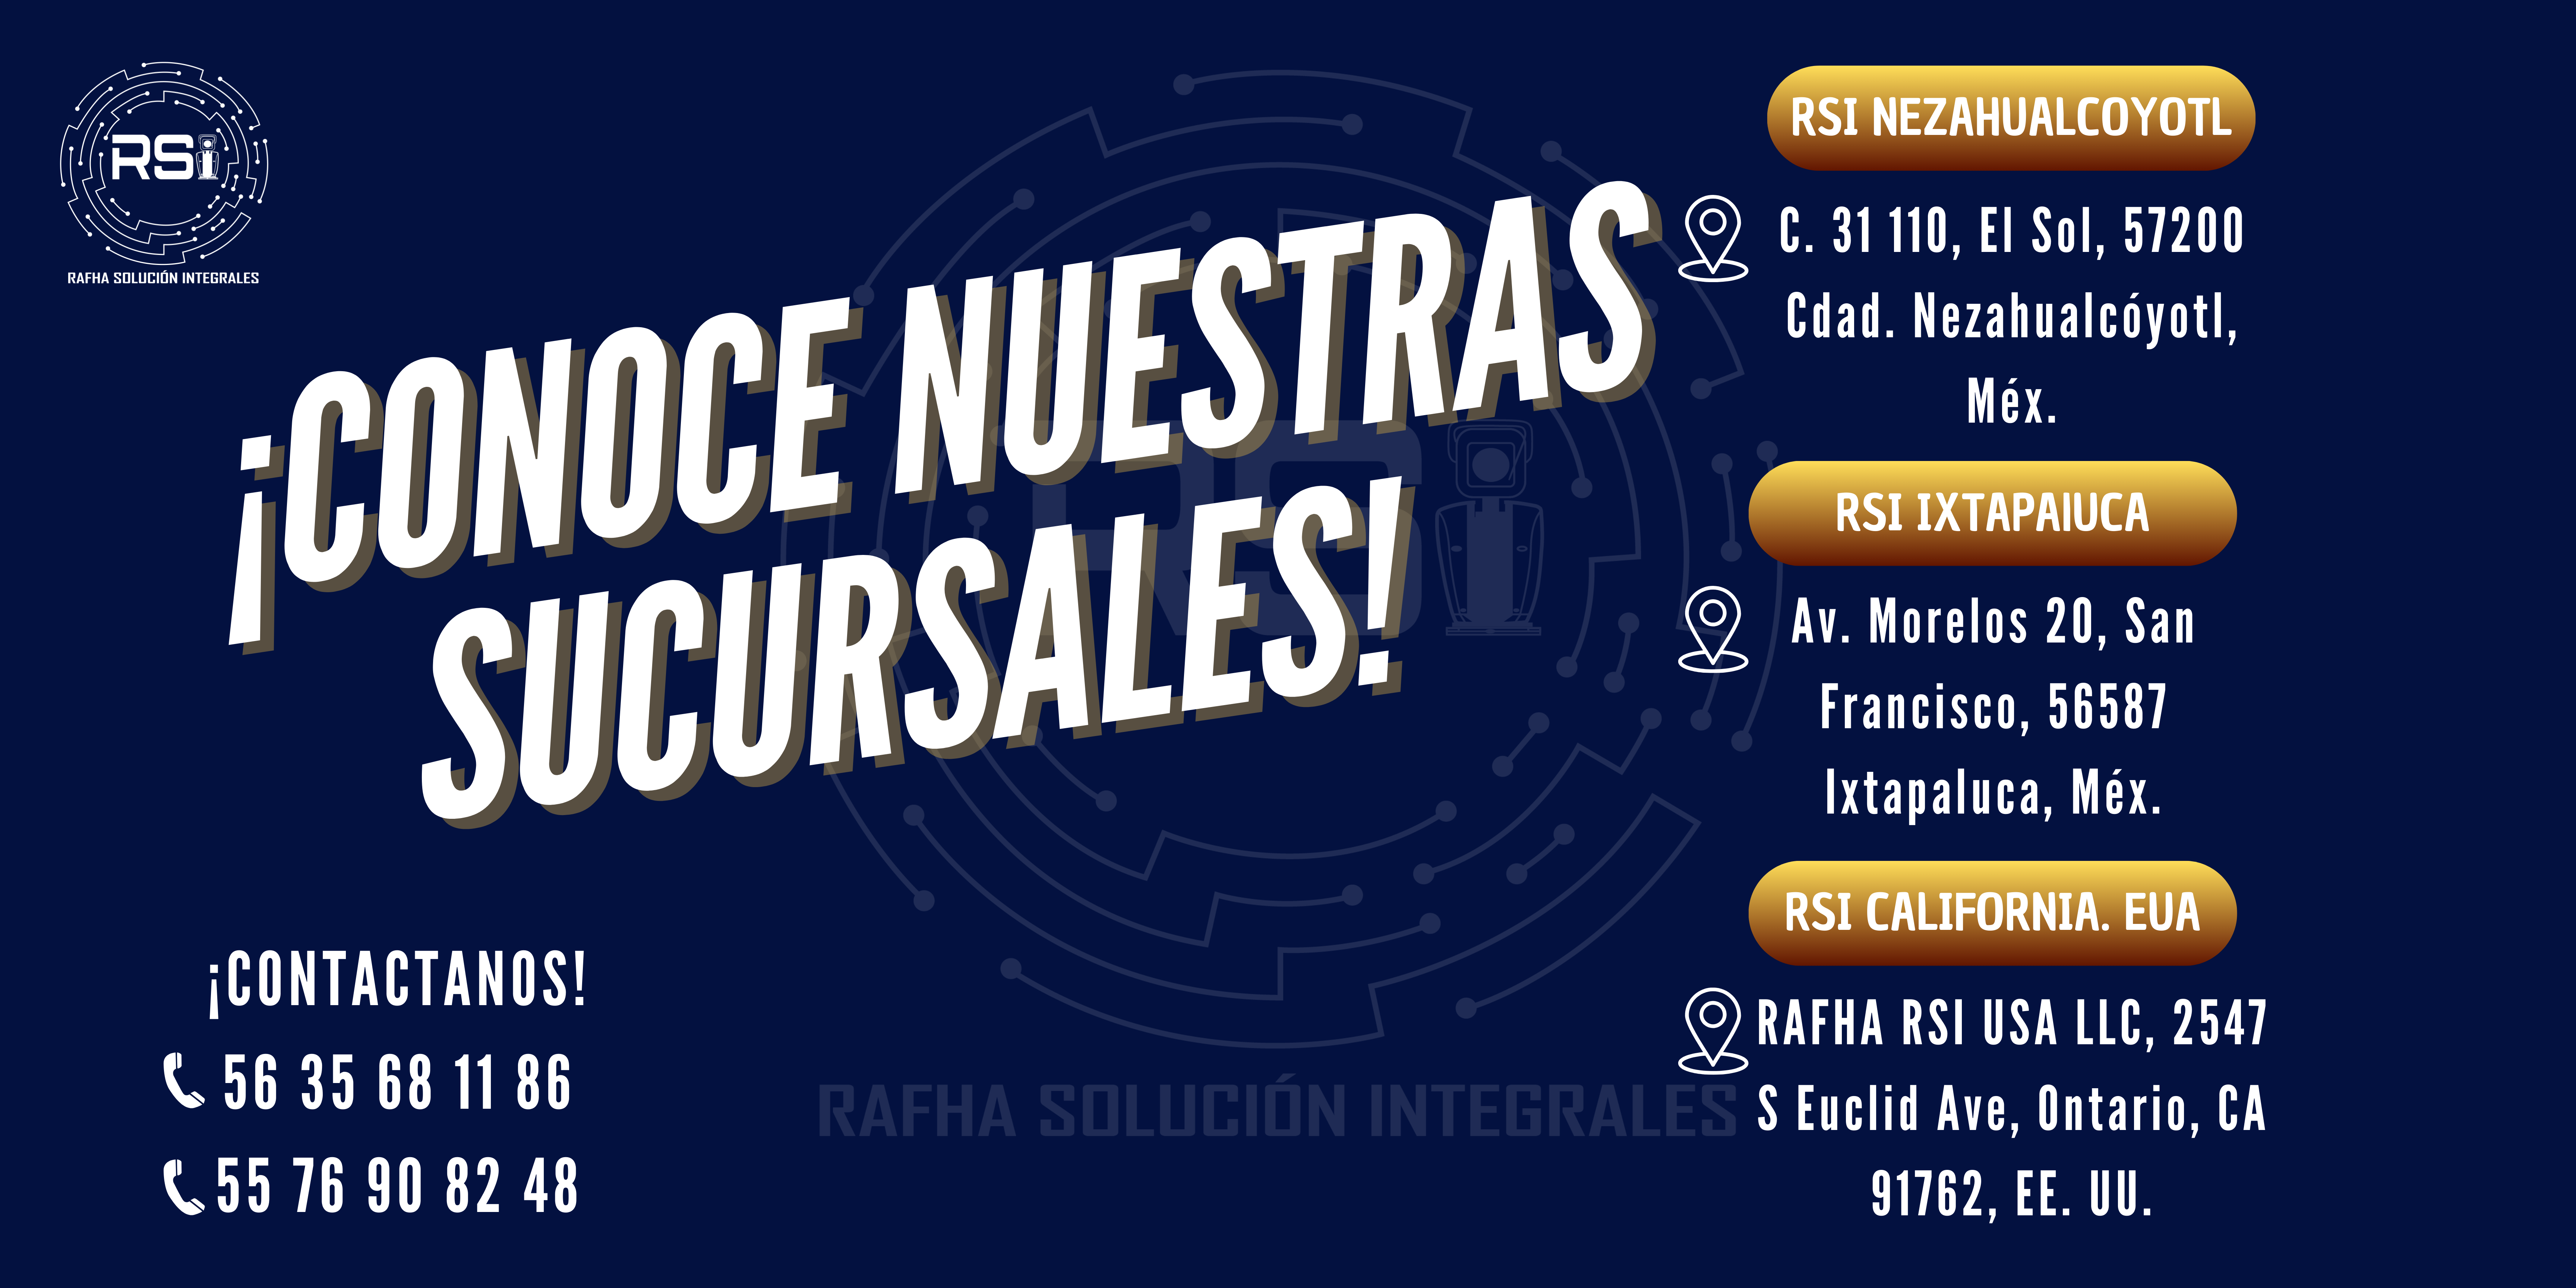 RSI
RAFHA SOLUCIÓN INTEGRALES
¡CONOCE NUESTRAS
SUCURSALES!
¡CONTACTANOS!
56 35 68 11 86
55 76 90 82 48
RSI NEZAHUALCOYOTL
C. 31 110, El Sol, 57200
Cdad. Nezahualcóyotl,
Méx.
RSI IXTAPAlUCA
Av. Morelos 20, San
Francisco, 56587
Ixtapaluca, Méx.
RSI CALIFORNIA. EUA
RAFHA RSI USA LLC, 2547
S Euclid Ave, Ontario, CA
91762, EE. UU.
RSI
RAFHA SOLUCIÓN INTEGRALES